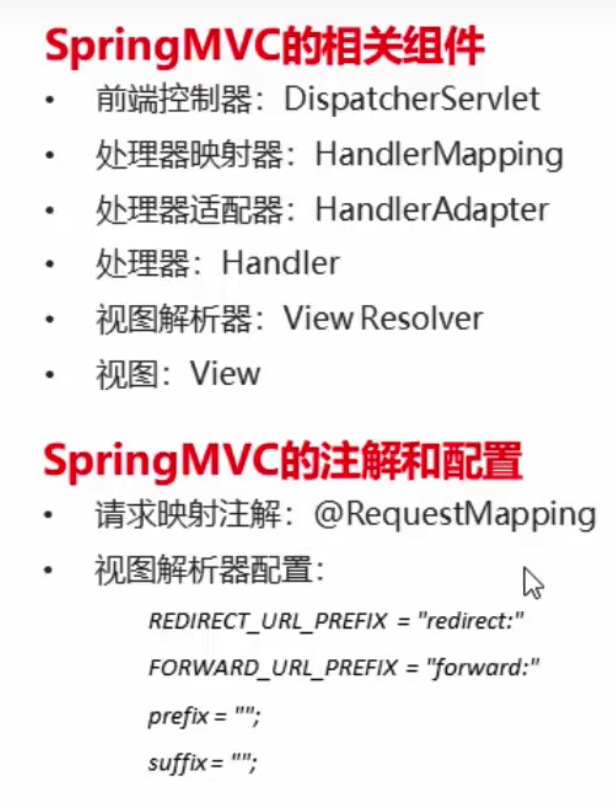 SpringMVC的相关组件
• 前端控制器：DispatcherServlet
• 处理器映射器：HandlerMapping
• 处理器适配器：HandlerAdapter
• 处理器：Handler
• 视图解析器：View Resolver
• 视图：View
SpringMVC的注解和配置
• 请求映射注解：@RequestMapping
• 视图解析器配置：
REDIRECT_URL_PREFIX = "redirect:"
FORWARD_URL_PREFIX = "forward:"
prefix = "";
suffix = "";